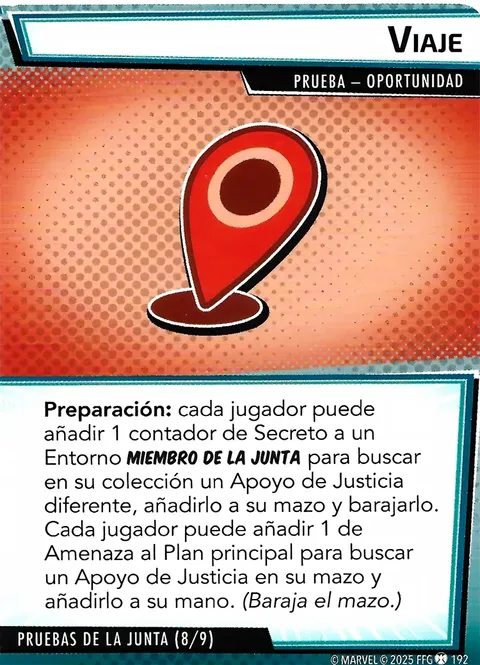 Viaje
PRUEBA – OPORTUNIDAD
Preparación: cada jugador puede
añadir 1 contador de Secreto a un
Entorno MIEMBRO DE LA JUNTA para buscar
en su colección un Apoyo de Justicia
diferente, añadirlo a su mazo y barajarlo.
Cada jugador puede añadir 1 de
Amenaza al Plan principal para buscar
un Apoyo de Justicia en su mazo y
añadirlo a su mano. (Baraja el mazo.)
PRUEBAS DE LA JUNTA (8/9)
© MARVEL © 2025 FFG 192